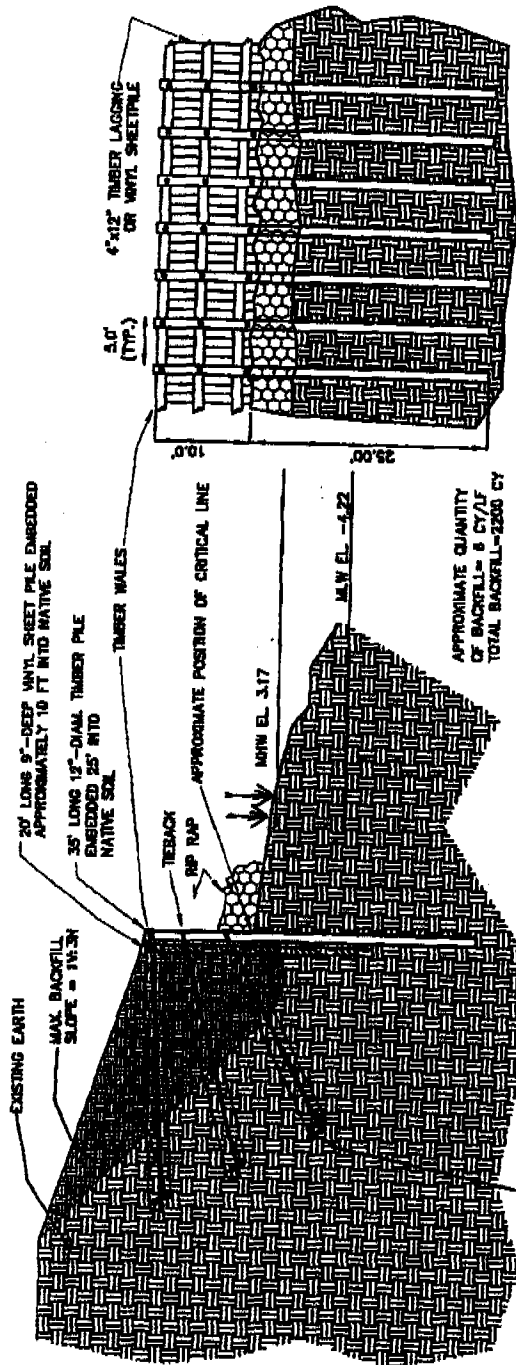 EXISTING EARTH
MAX. BACKFILL
SLOPE = 1V:3H
20' LONG 9"-DEEP VINYL SHEET PILE EMBEDDED
APPROXIMATELY 10 FT INTO NATIVE SOIL
35' LONG 12"-DIAM. TIMBER PILE
EMBEDDED 25' INTO
NATIVE SOIL
TIMBER WALES
TIEBACK
RIP RAP
APPROXIMATE POSITION OF CRITICAL LINE
MHW EL. 3.17
MLW EL. -4.22
APPROXIMATE QUANTITY
OF BACKFILL= 6 CY/LF
TOTAL BACKFILL=2200 CY
10.0'
25.00'
5.0'
(TYP.)
4"x12" TIMBER LAGGING
OR VINYL SHEETPILE